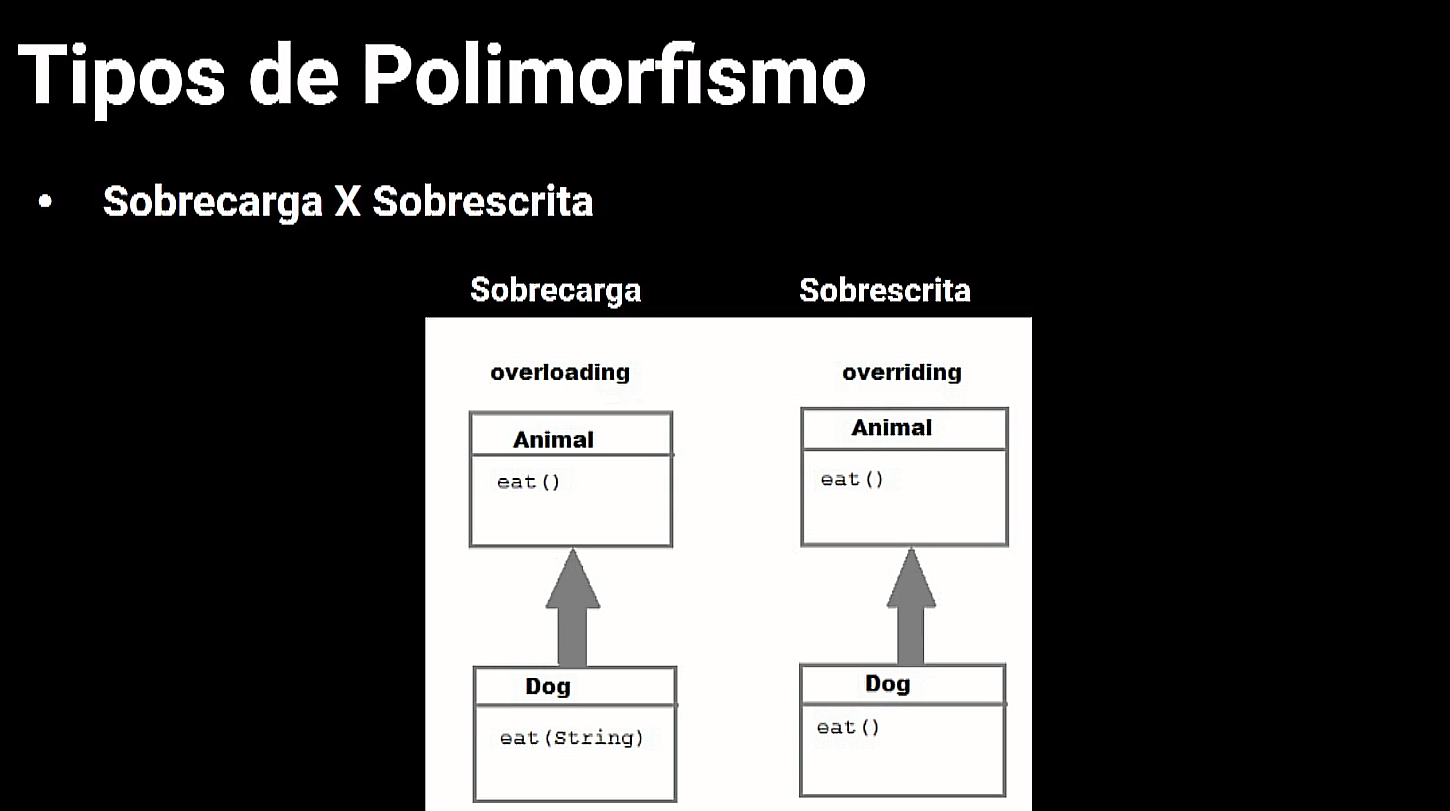 Tipos de Polimorfismo
• Sobrecarga X Sobrescrita
Sobrecarga Sobrescrita
overloading overriding
Animal Animal
eat() eat()
Dog Dog
eat(String) eat()